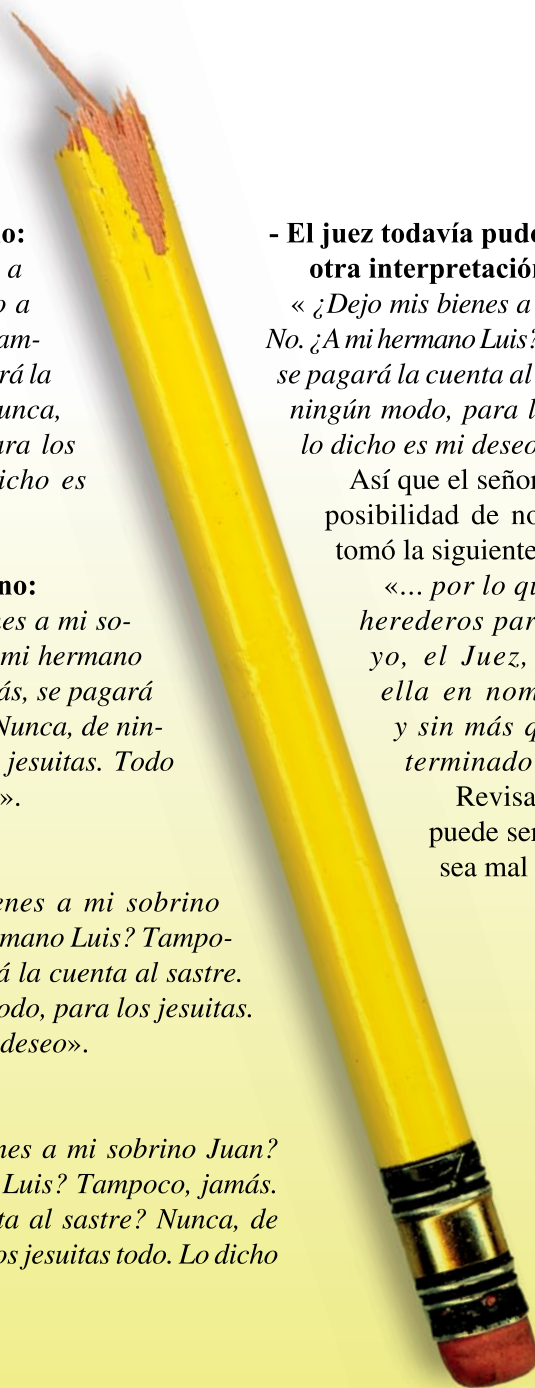 o:
a
o a
am-
rá la
unca,
ara los
icho es
no:
es a mi so-
mi hermano
ás, se pagará
Nunca, de nin-
jesuitas. Todo
».
enes a mi sobrino
rmano Luis? Tampo-
á la cuenta al sastre.
odo, para los jesuitas.
deseo».
nes a mi sobrino Juan?
Luis? Tampoco, jamás.
ta al sastre? Nunca, de
os jesuitas todo. Lo dicho
- El juez todavía pudo
otra interpretación
« ¿Dejo mis bienes a
No. ¿A mi hermano Luis?
se pagará la cuenta al
ningún modo, para l
lo dicho es mi deseo
Así que el señor
posibilidad de no
tomó la siguiente
«... por lo qu
herederos par
yo, el Juez,
ella en nom
y sin más q
terminado
Revisa
puede ser
sea mal